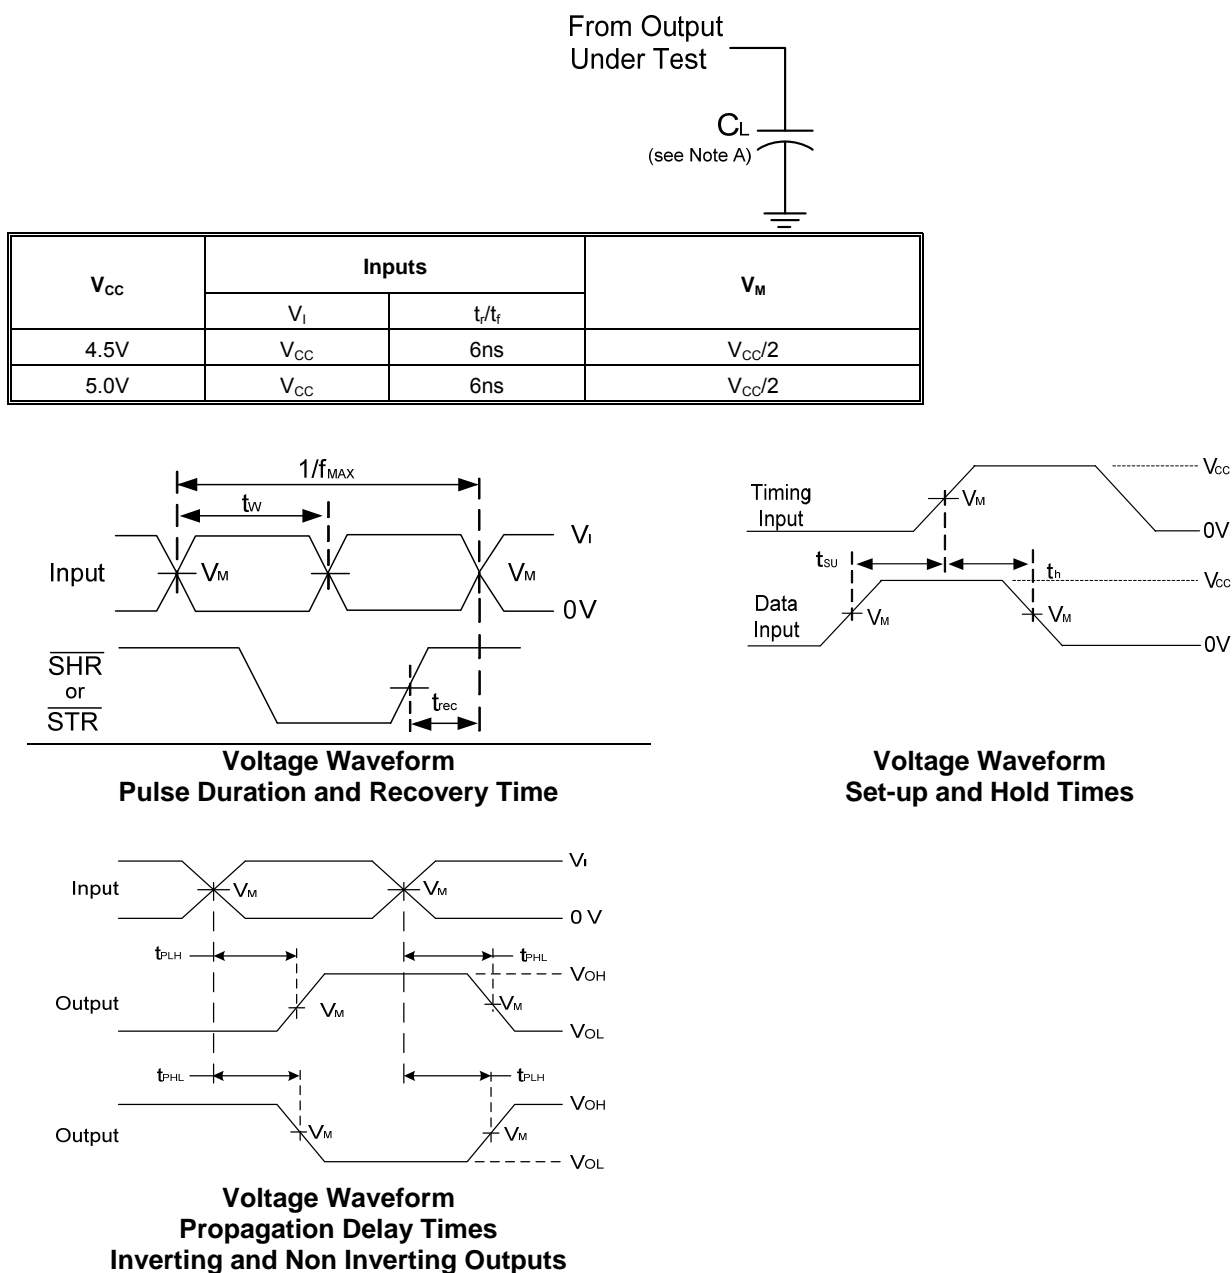 From Output
Under Test
CL
(see Note A)
VCC
Inputs
VM
VI
tr/tf
4.5V
VCC
6ns
VCC/2
5.0V
VCC
6ns
VCC/2
1/fMAX
tW
VI
Input
VM
VM
0V
SHR
or
STR
trec
Voltage Waveform
Pulse Duration and Recovery Time
VCC
Timing
Input
VM
0V
tSU
th
VCC
Data
Input
VM
VM
0V
Voltage Waveform
Set-up and Hold Times
VI
Input
VM
VM
0 V
tPLH
tPHL
VOH
Output
VM
VM
VOL
tPHL
tPLH
VOH
Output
VM
VM
VOL
Voltage Waveform
Propagation Delay Times
Inverting and Non Inverting Outputs